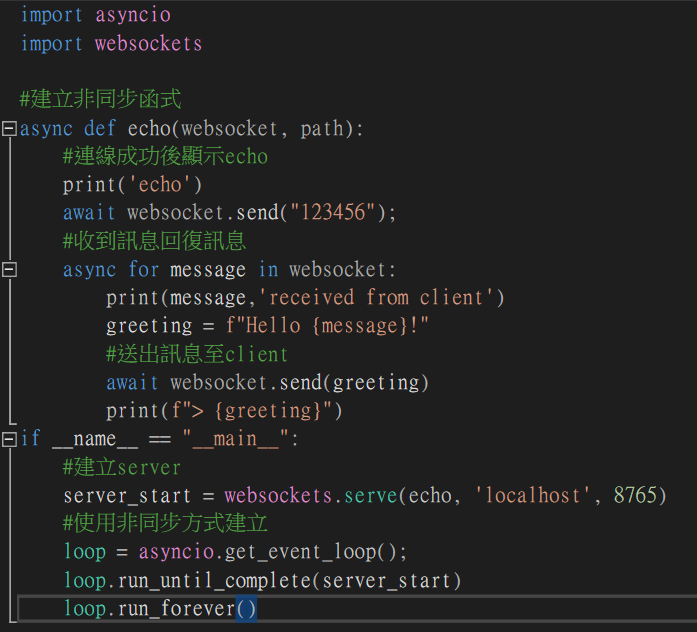 import asyncio
import websockets
#建立非同步函式
async def echo(websocket, path):
#連線成功後顯示echo
print('echo')
await websocket.send("123456");
#收到訊息回復訊息
async for message in websocket:
print(message,'received from client')
greeting = f"Hello {message}!"
#送出訊息至client
await websocket.send(greeting)
print(f"> {greeting}")
if __name__ == "__main__":
#建立server
server_start = websockets.serve(echo, 'localhost', 8765)
#使用非同步方式建立
loop = asyncio.get_event_loop();
loop.run_until_complete(server_start)
loop.run_forever()